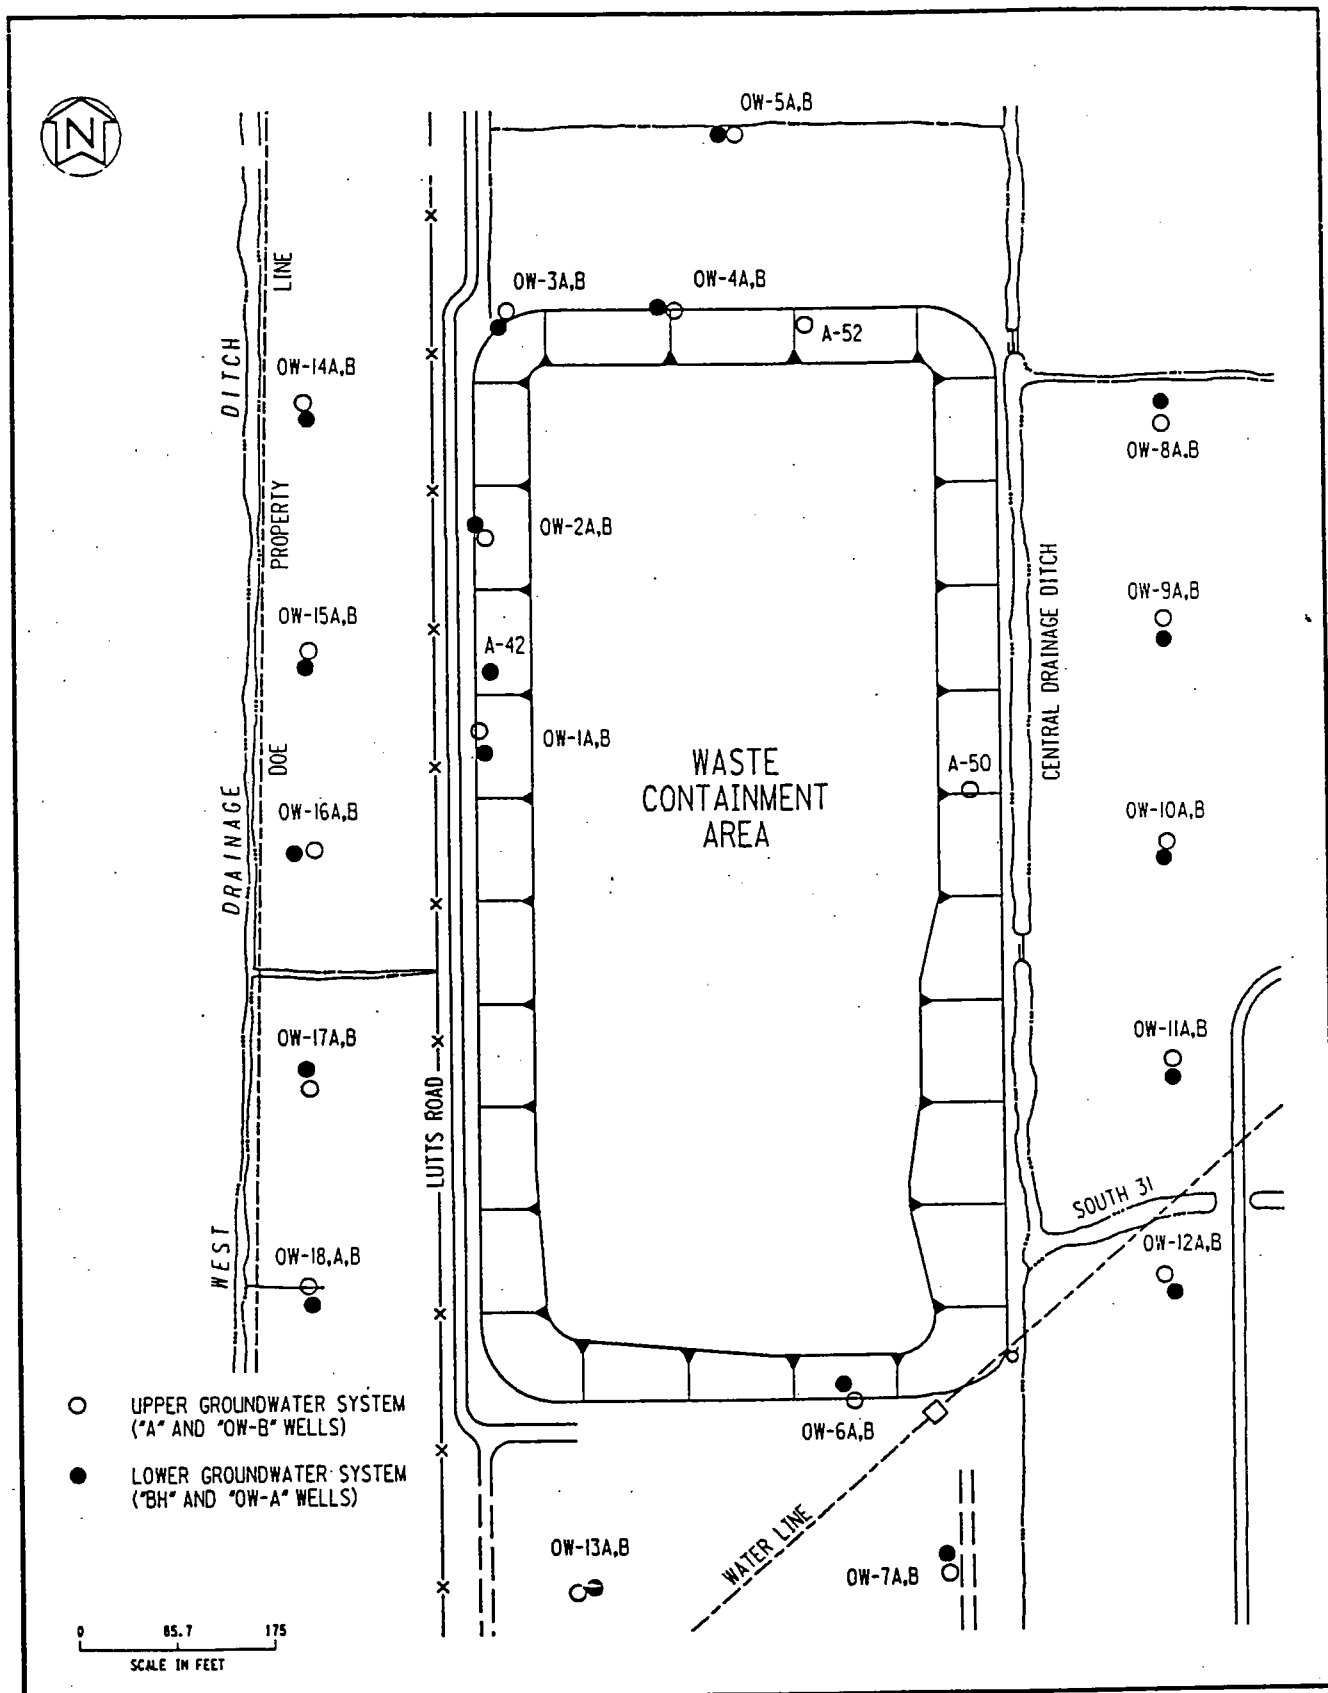 N
OW-5A,B
OW-3A,B
OW-4A,B
A-52
OW-14A,B
OW-8A,B
OW-2A,B
OW-15A,B
A-42
OW-9A,B
OW-1A,B
WASTE
CONTAINMENT
AREA
A-50
OW-16A,B
OW-10A,B
OW-17A,B
OW-11A,B
SOUTH 31
OW-18,A,B
OW-12A,B
WEST DRAINAGE DITCH
DOE PROPERTY LINE
LUTTS ROAD
CENTRAL DRAINAGE DITCH
OW-6A,B
WATER LINE
OW-13A,B
OW-7A,B
UPPER GROUNDWATER SYSTEM
("A" AND "OW-B" WELLS)
LOWER GROUNDWATER SYSTEM
("BH" AND "OW-A" WELLS)
0 85.7 175
SCALE IN FEET